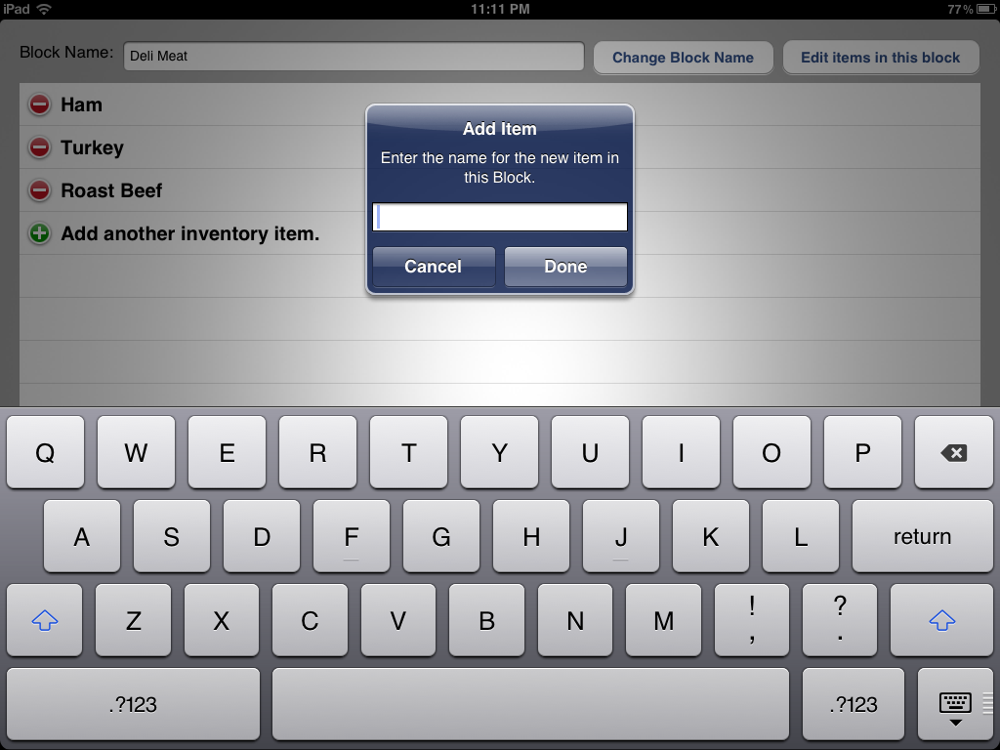 iPad 11:11 PM 77%
Block Name: Deli Meat Change Block Name Edit items in this block
Ham
Turkey
Roast Beef
Add another inventory item.
Add Item
Enter the name for the new item in
this Block.
Cancel Done
Q W E R T Y U I O P
A S D F G H J K L return
Z X C V B N M ! , ? .
.?123 .?123